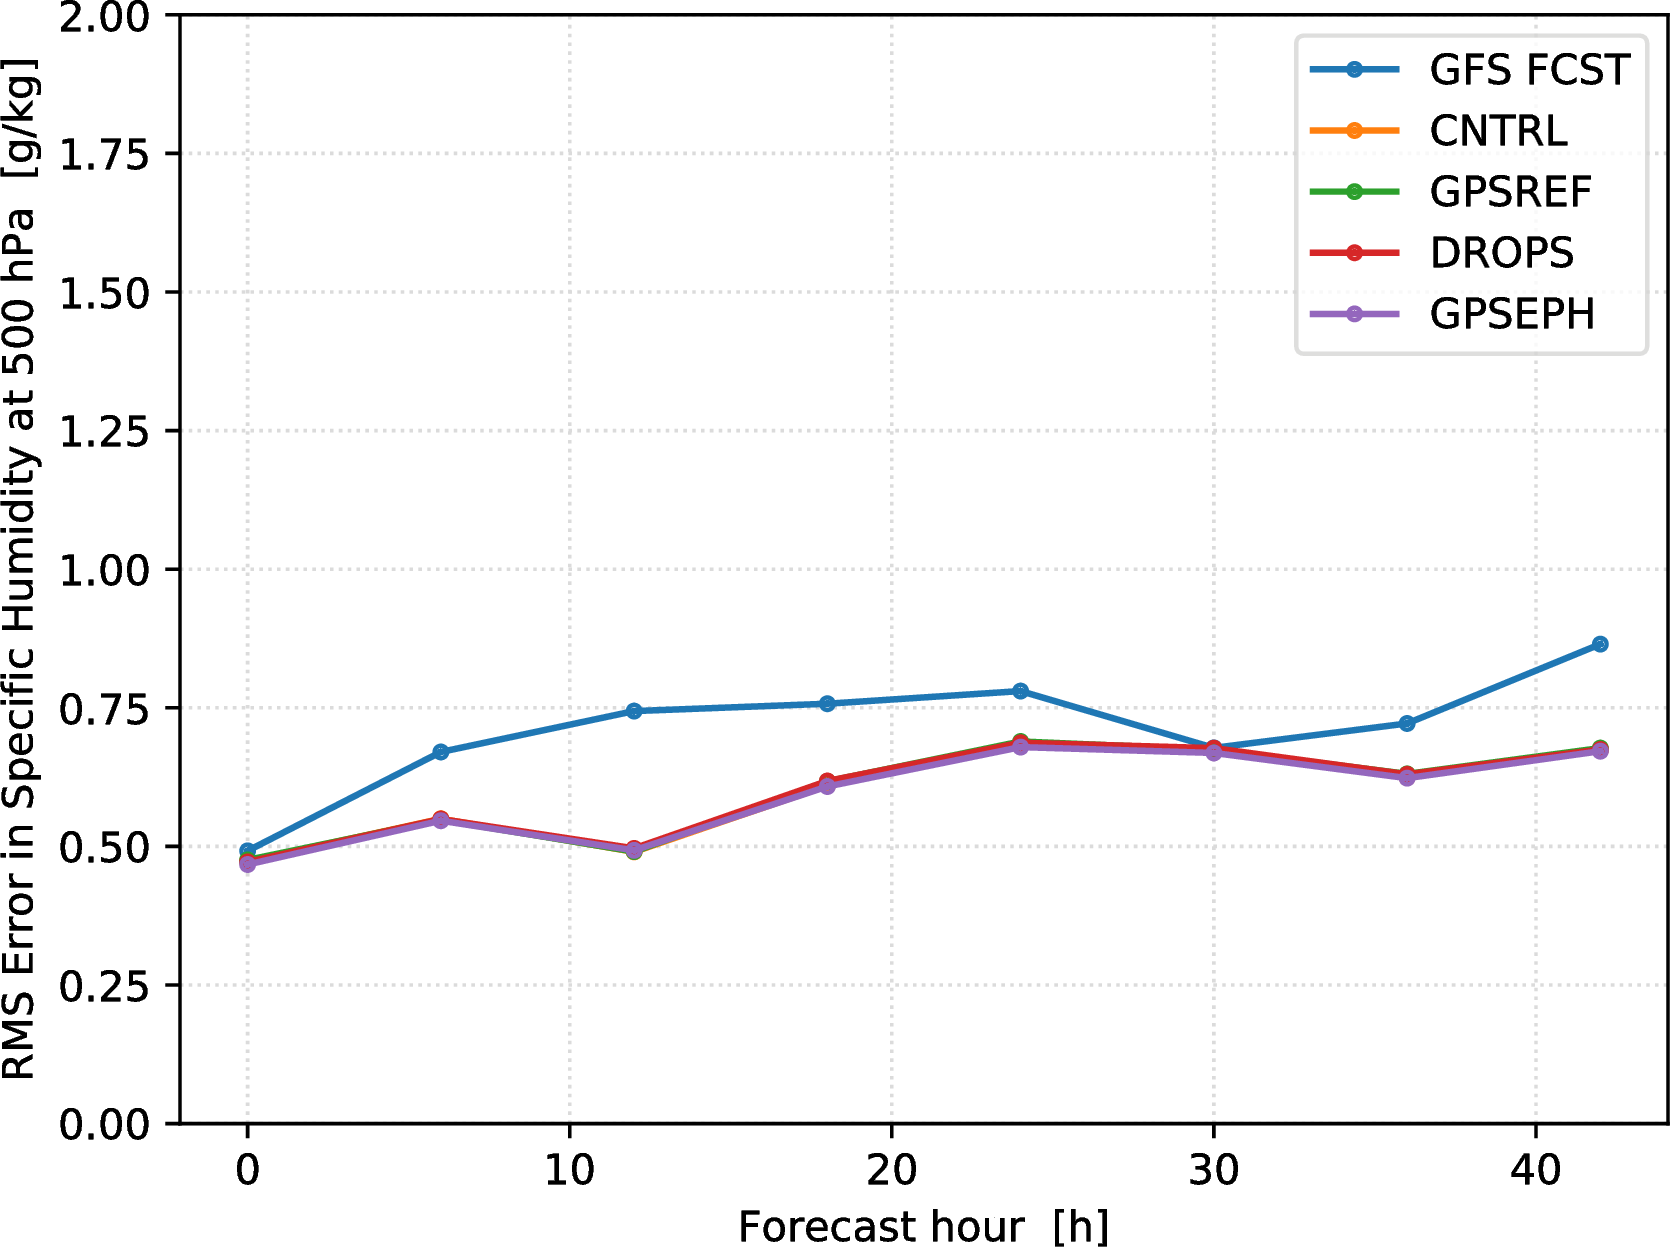 RMS Error in Specific Humidity at 500 hPa [g/kg]
2.00
1.75
1.50
1.25
1.00
0.75
0.50
0.25
0.00
GFS FCST
CNTRL
GPSREF
DROPS
GPSEPH
0 10 20 30 40
Forecast hour [h]